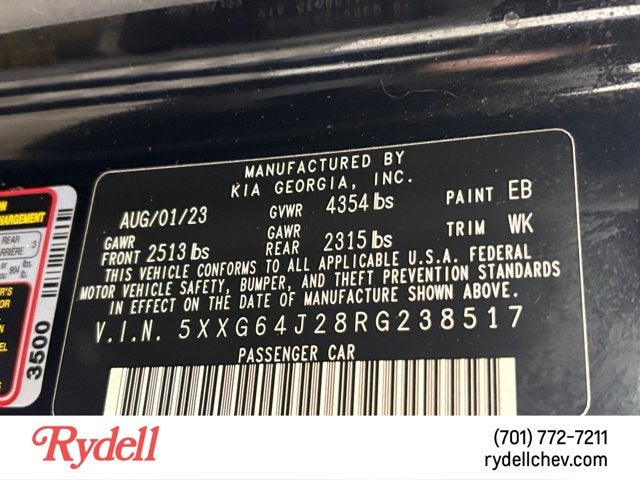 MANUFACTURED BY
KIA GEORGIA, INC.
AUG/01/23 GVWR 4354 lbs PAINT EB
GAWR FRONT 2513 lbs GAWR REAR 2315 lbs TRIM WK
THIS VEHICLE CONFORMS TO ALL APPLICABLE U.S.A. FEDERAL
MOTOR VEHICLE SAFETY, BUMPER, AND THEFT PREVENTION STANDARDS
IN EFFECT ON THE DATE OF MANUFACTURE SHOWN ABOVE.
V.I.N. 5XXG64J28RG238517
PASSENGER CAR
REAR
lbs.
kg.
3500
Rydell
(701) 772-7211
rydellchev.com